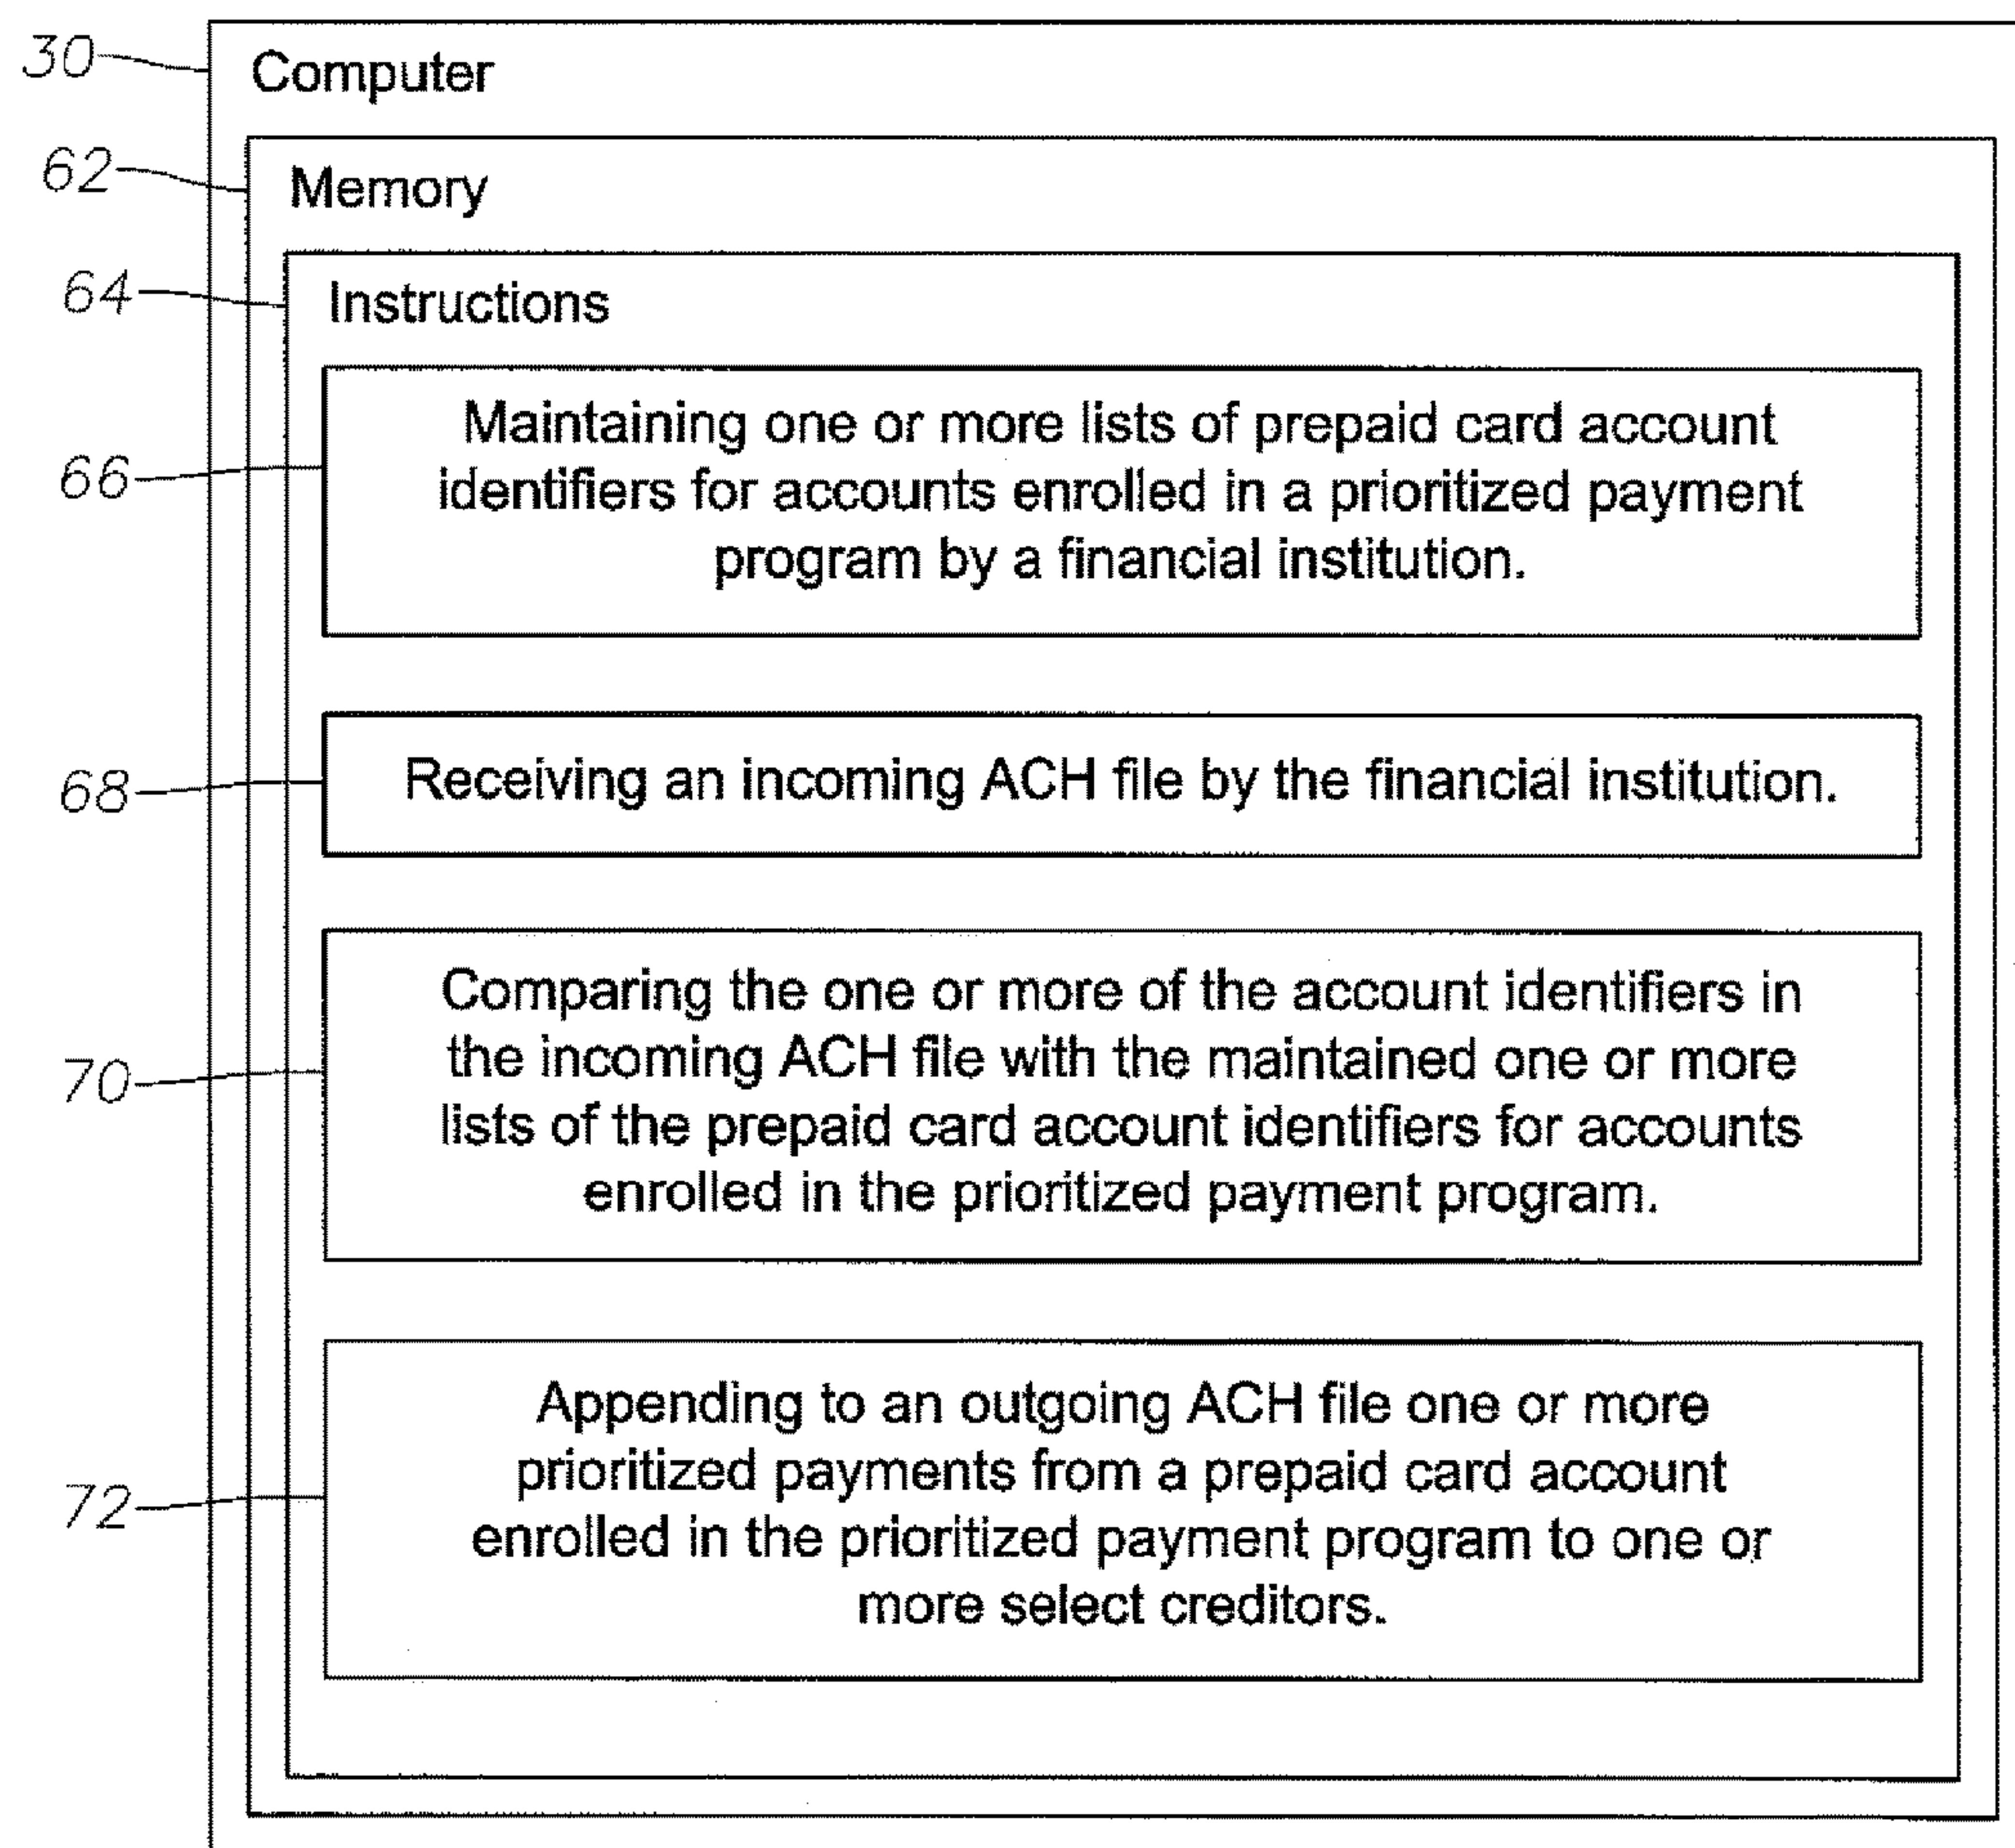 30
Computer
62
Memory
64
Instructions
66
Maintaining one or more lists of prepaid card account
identifiers for accounts enrolled in a prioritized payment
program by a financial institution.
68
Receiving an incoming ACH file by the financial institution.
70
Comparing the one or more of the account identifiers in
the incoming ACH file with the maintained one or more
lists of the prepaid card account identifiers for accounts
enrolled in the prioritized payment program.
72
Appending to an outgoing ACH file one or more
prioritized payments from a prepaid card account
enrolled in the prioritized payment program to one or
more select creditors.